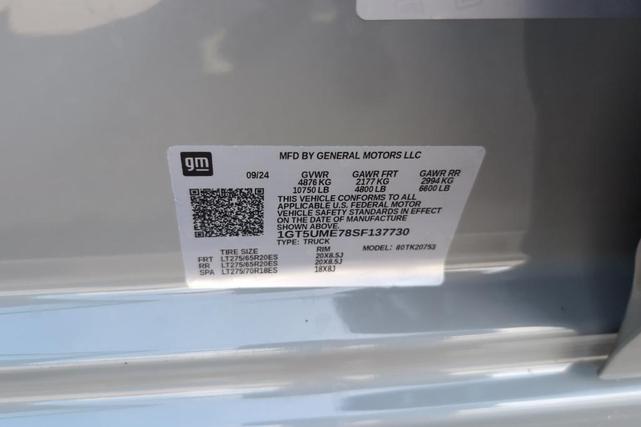 gm
MFD BY GENERAL MOTORS LLC
09/24 GVWR GAWR FRT GAWR RR
4876 KG 2177 KG 2994 KG
10750 LB 4800 LB 6600 LB
THIS VEHICLE CONFORMS TO ALL
APPLICABLE U.S. FEDERAL MOTOR
VEHICLE SAFETY STANDARDS IN EFFECT
ON THE DATE OF MANUFACTURE
SHOWN ABOVE.
1GT5UME78SF137730
TYPE: TRUCK MODEL: 80TK20753
TIRE SIZE RIM
FRT LT275/65R20ES 20X8.5J
RR LT275/65R20ES 20X8.5J
SPA LT275/70R18ES 18X8J